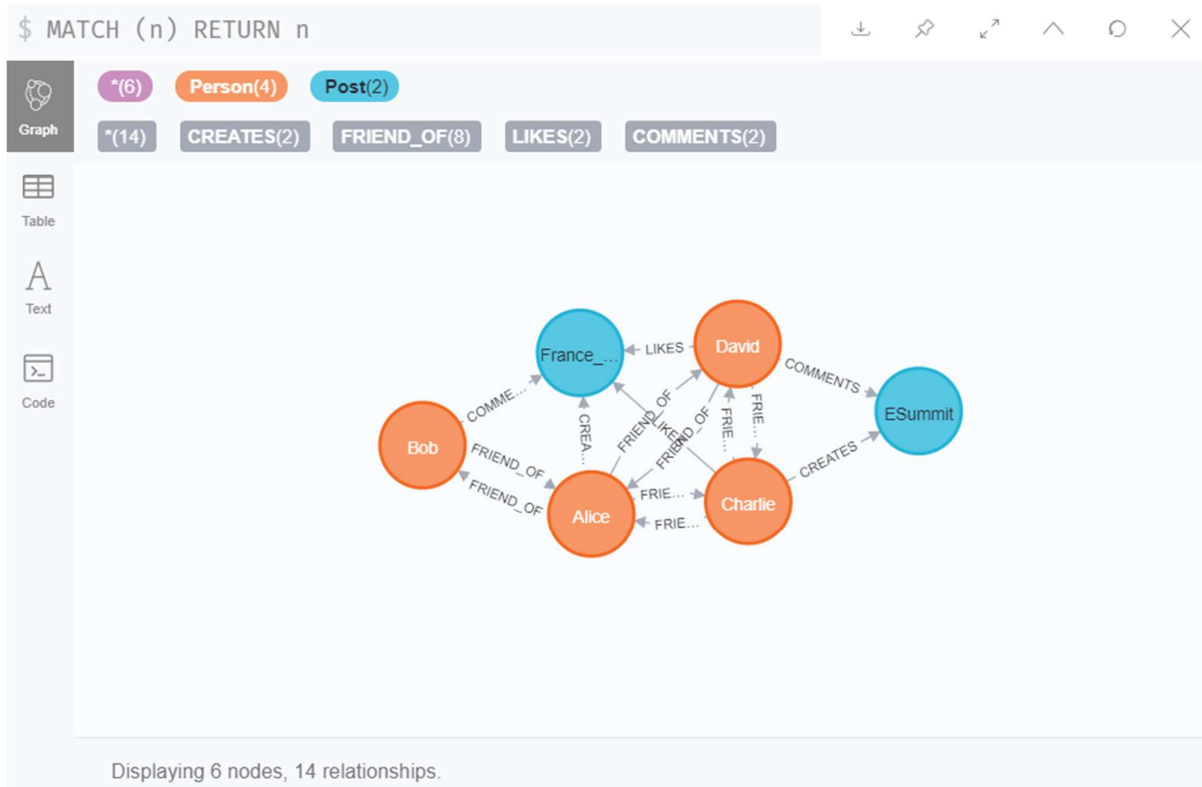 $ MATCH (n) RETURN n
*(6) Person(4) Post(2)
Graph
*(14) CREATES(2) FRIEND_OF(8) LIKES(2) COMMENTS(2)
Table
Text
Code
France_...
LIKES
David
COMMENTS
ESummit
COMME...
CREA...
FRIEND_OF
LIKES
FRIEND_OF
FRIE...
FRIE...
Bob
FRIEND_OF
FRIEND_OF
Alice
FRIE...
FRIE...
Charlie
CREATES
Displaying 6 nodes, 14 relationships.